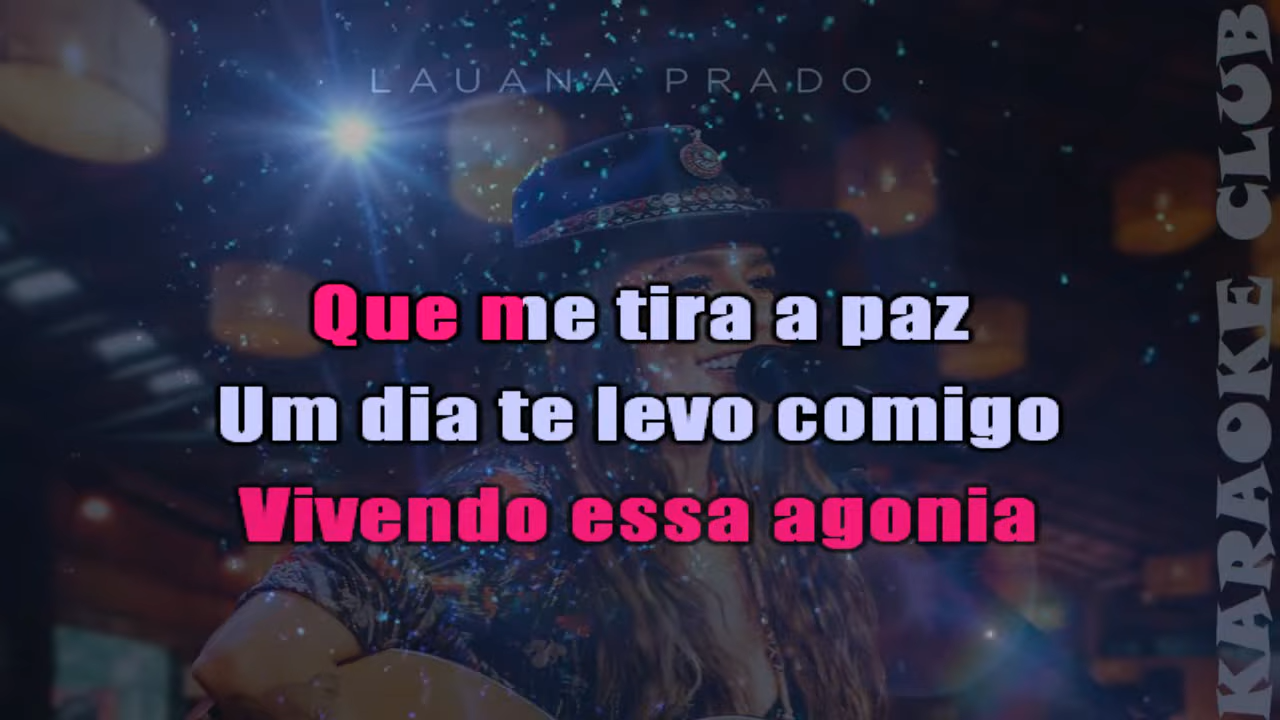 · LAUANA PRADO ·
Que me tira a paz
Um dia te levo comigo
Vivendo essa agonia
KARAOKE CLUB